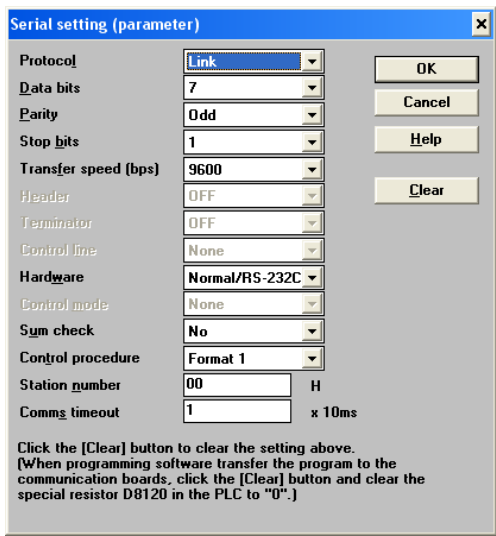 Serial setting (parameter)
Protocol Link
Data bits 7
Parity Odd
Stop bits 1
Transfer speed (bps) 9600
Header OFF
Terminator OFF
Control line None
Hardware Normal/RS-232C
Control mode None
Sum check No
Control procedure Format 1
Station number 00 H
Comms timeout 1 x 10ms
OK
Cancel
Help
Clear
Click the [Clear] button to clear the setting above.
(When programming software transfer the program to the
communication boards, click the [Clear] button and clear the
special resistor D8120 in the PLC to "0".)